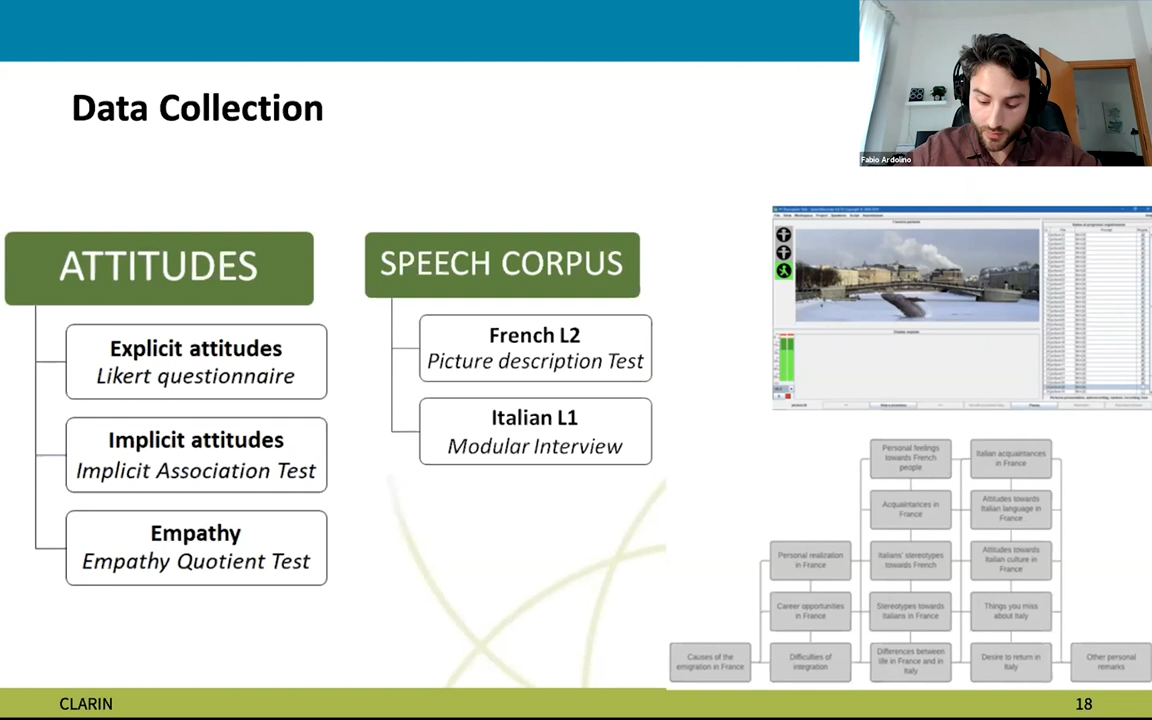 Data Collection
Fabio Ardolino
ATTITUDES
Explicit attitudes
Likert questionnaire
Implicit attitudes
Implicit Association Test
Empathy
Empathy Quotient Test
SPEECH CORPUS
French L2
Picture description Test
Italian L1
Modular Interview
Personal feelings
towards French
people
Italian acquaintances
in France
Acquaintances in
France
Attitudes towards
Italian language in
France
Personal realization
in France
Italians' stereotypes
towards French
Attitudes towards
Italian culture in
France
Career opportunities
in France
Stereotypes towards
Italians in France
Things you miss
about Italy
Causes of the
emigration in France
Difficulties of
integration
Differences between
life in France and in
Italy
Desire to return in
Italy
Other personal
remarks
CLARIN
18